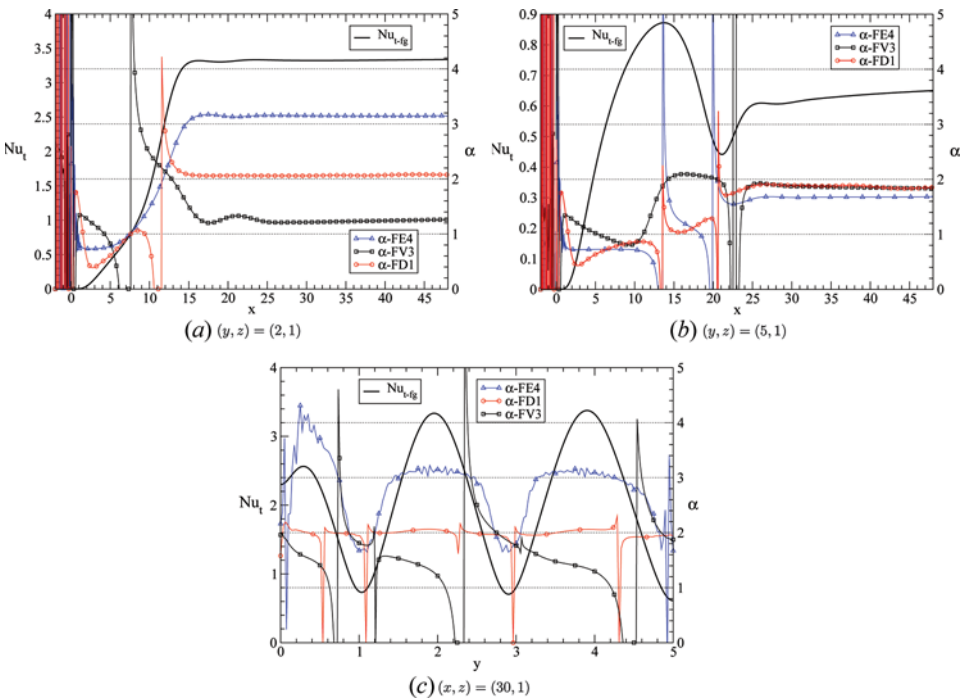 4 3.5 3 2.5 2 1.5 1 0.5 0
Nu_t
0 5 10 15 20 25 30 35 40 45
x
5 4 3 2 1 0
α
Nu_{t-fg}
α-FE4
α-FV3
α-FD1
(a) (y, z) = (2, 1)
0.9 0.8 0.7 0.6 0.5 0.4 0.3 0.2 0.1 0
Nu_t
0 5 10 15 20 25 30 35 40 45
x
5 4 3 2 1 0
α
Nu_{t-fg}
α-FE4
α-FV3
α-FD1
(b) (y, z) = (5, 1)
4 3 2 1 0
Nu_t
0 1 2 3 4 5
y
5 4 3 2 1 0
α
Nu_{t-fg}
α-FE4
α-FD1
α-FV3
(c) (x, z) = (30, 1)